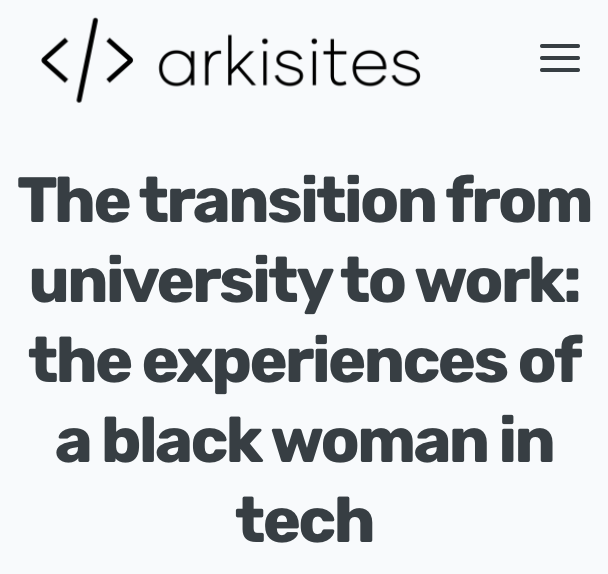 </> arkisites
The transition from
university to work:
the experiences of
a black woman in
tech